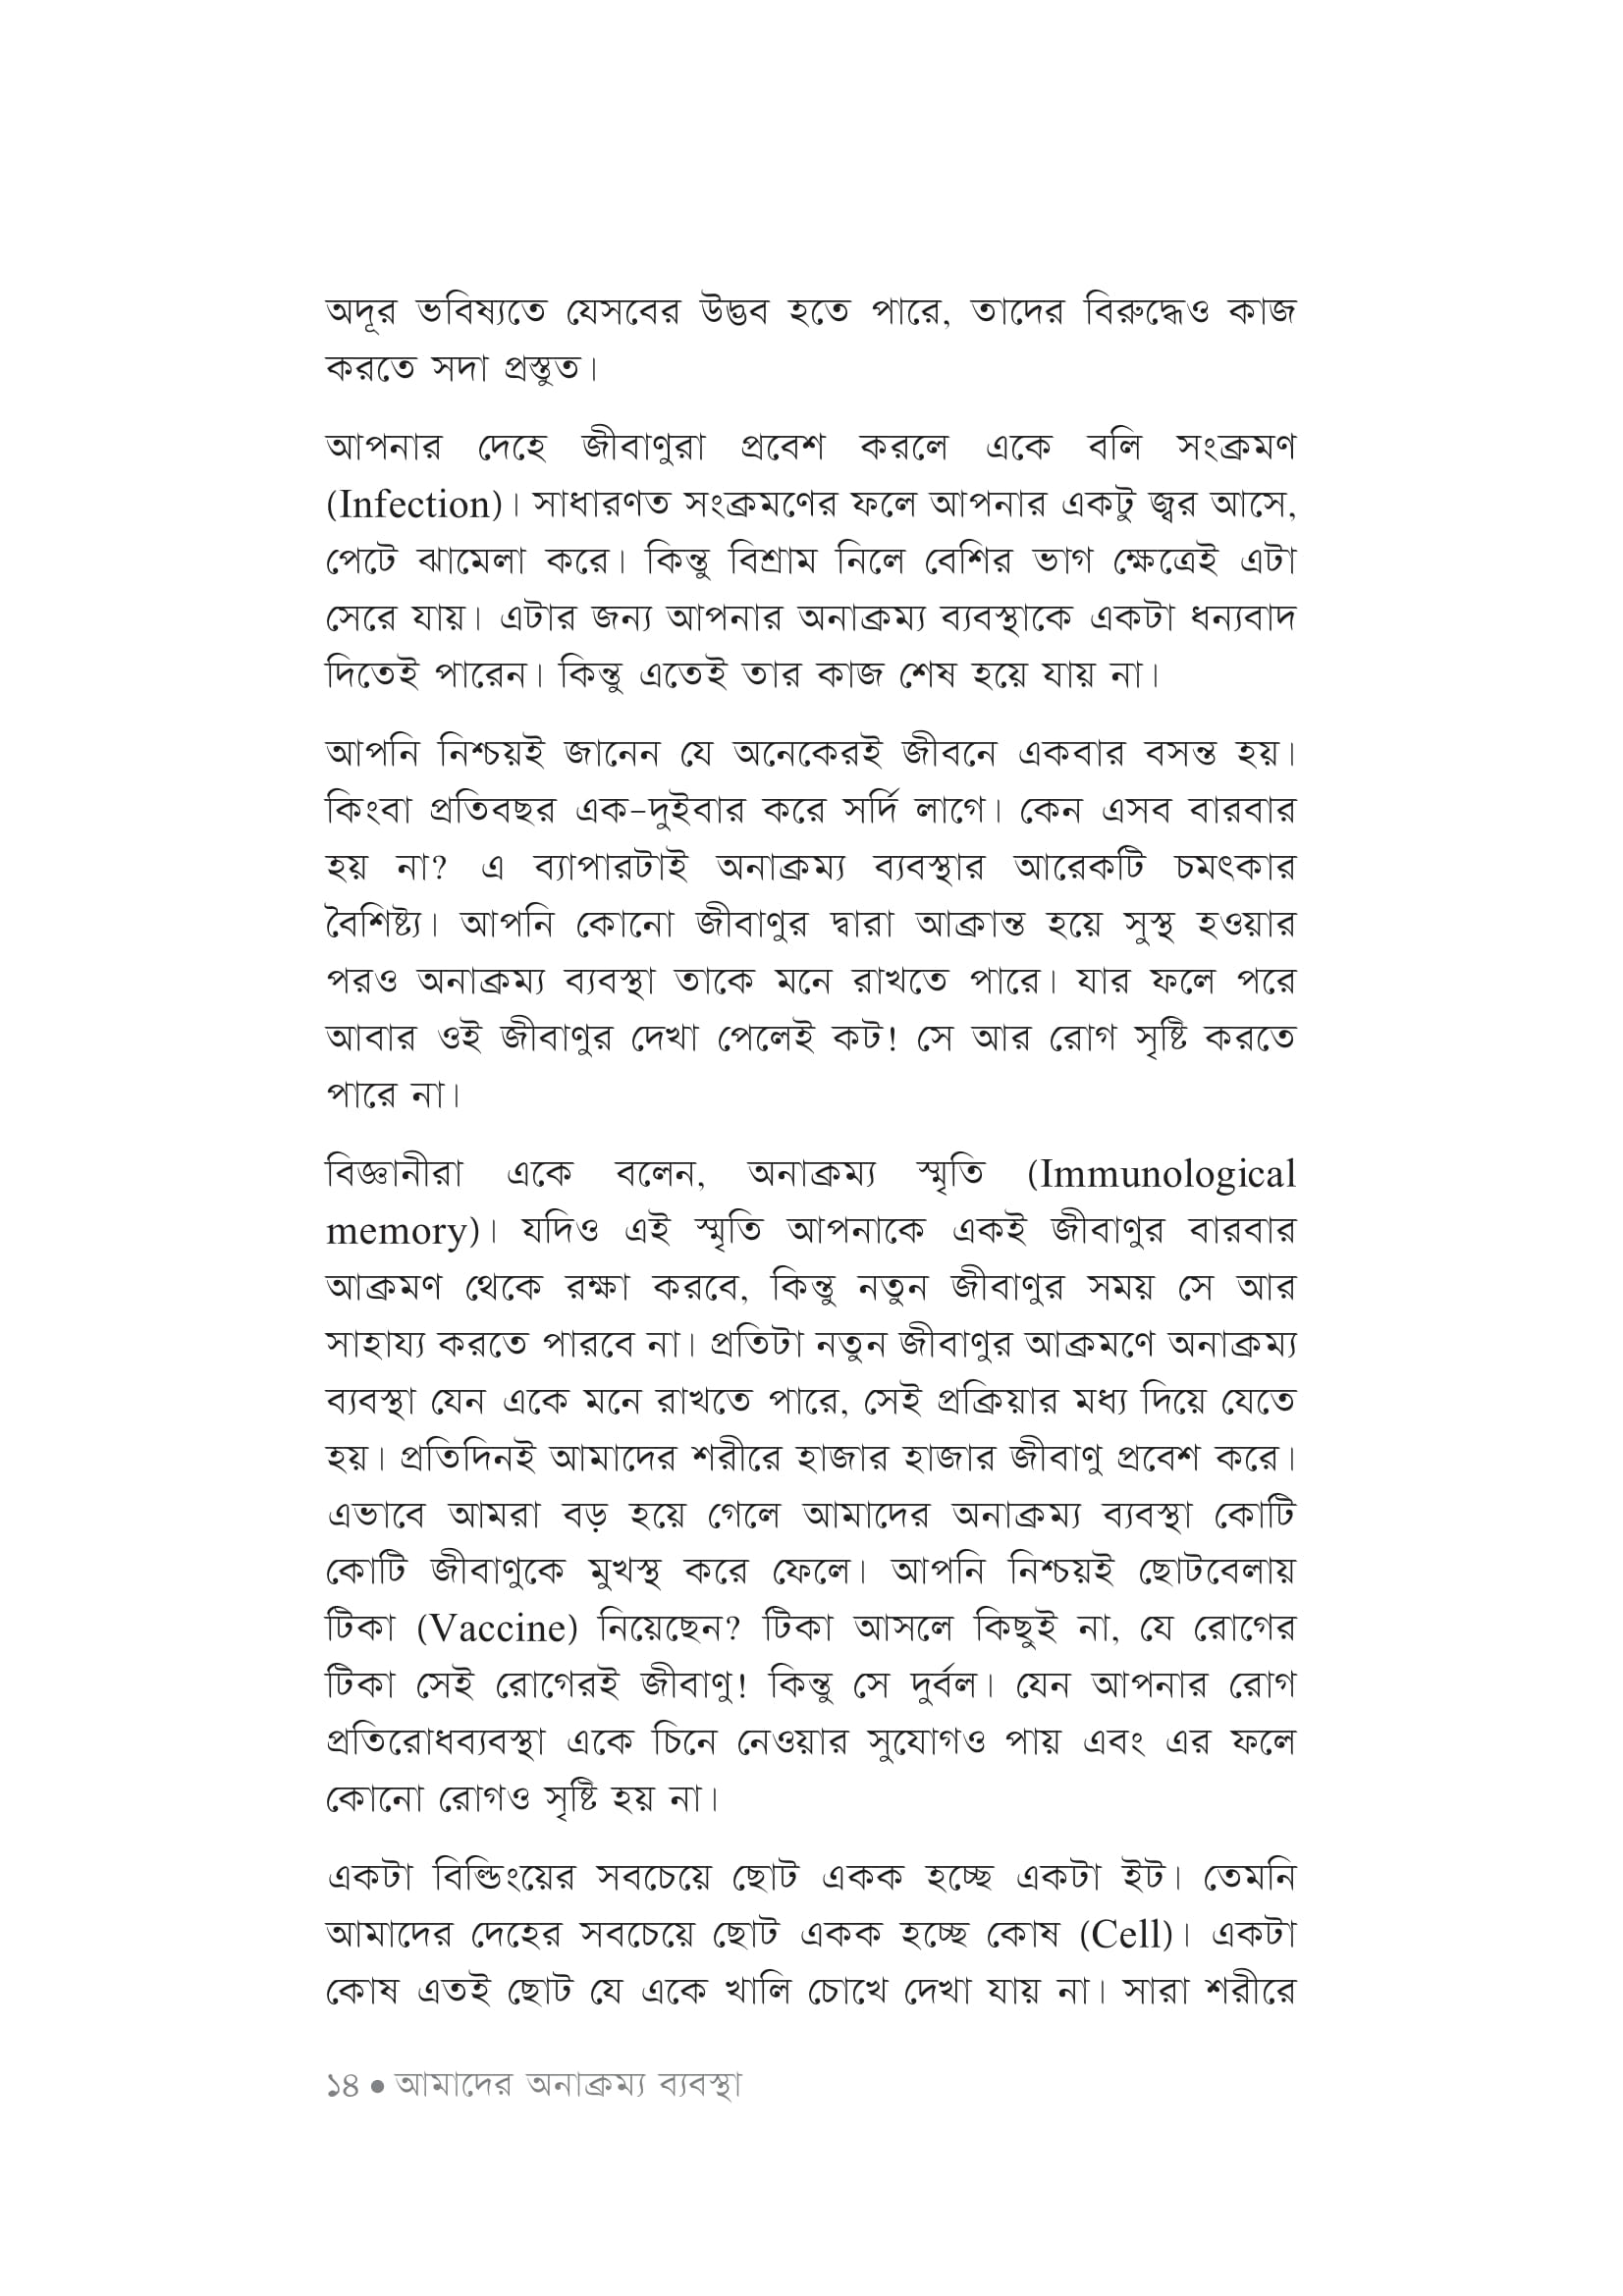 অদূর ভবিষ্যতে যেসবের উদ্ভব হতে পারে, তাদের বিরুদ্ধেও কাজ
করতে সদা প্রস্তুত।
আপনার দেহে জীবাণুরা প্রবেশ করলে একে বলি সংক্রমণ
(Infection)। সাধারণত সংক্রমণের ফলে আপনার একটু জ্বর আসে,
পেটে ঝামেলা করে। কিন্তু বিশ্রাম নিলে বেশির ভাগ ক্ষেত্রেই এটা
সেরে যায়। এটার জন্য আপনার অনাক্রম্য ব্যবস্থাকে একটা ধন্যবাদ
দিতেই পারেন। কিন্তু এতেই তার কাজ শেষ হয়ে যায় না।
আপনি নিশ্চয়ই জানেন যে অনেকেরই জীবনে একবার বসন্ত হয়।
কিংবা প্রতিবছর এক-দুইবার করে সর্দি লাগে। কেন এসব বারবার
হয় না? এ ব্যাপারটাই অনাক্রম্য ব্যবস্থার আরেকটি চমৎকার
বৈশিষ্ট্য। আপনি কোনো জীবাণুর দ্বারা আক্রান্ত হয়ে সুস্থ হওয়ার
পরও অনাক্রম্য ব্যবস্থা তাকে মনে রাখতে পারে। যার ফলে পরে
আবার ওই জীবাণুর দেখা পেলেই কট! সে আর রোগ সৃষ্টি করতে
পারে না।
বিজ্ঞানীরা একে বলেন, অনাক্রম্য স্মৃতি (Immunological
memory)। যদিও এই স্মৃতি আপনাকে একই জীবাণুর বারবার
আক্রমণ থেকে রক্ষা করবে, কিন্তু নতুন জীবাণুর সময় সে আর
সাহায্য করতে পারবে না। প্রতিটা নতুন জীবাণুর আক্রমণে অনাক্রম্য
ব্যবস্থা যেন একে মনে রাখতে পারে, সেই প্রক্রিয়ার মধ্য দিয়ে যেতে
হয়। প্রতিদিনই আমাদের শরীরে হাজার হাজার জীবাণু প্রবেশ করে।
এভাবে আমরা বড় হয়ে গেলে আমাদের অনাক্রম্য ব্যবস্থা কোটি
কোটি জীবাণুকে মুখস্থ করে ফেলে। আপনি নিশ্চয়ই ছোটবেলায়
টিকা (Vaccine) নিয়েছেন? টিকা আসলে কিছুই না, যে রোগের
টিকা সেই রোগেরই জীবাণু! কিন্তু সে দুর্বল। যেন আপনার রোগ
প্রতিরোধব্যবস্থা একে চিনে নেওয়ার সুযোগও পায় এবং এর ফলে
কোনো রোগও সৃষ্টি হয় না।
একটা বিল্ডিংয়ের সবচেয়ে ছোট একক হচ্ছে একটা ইট। তেমনি
আমাদের দেহের সবচেয়ে ছোট একক হচ্ছে কোষ (Cell)। একটা
কোষ এতই ছোট যে একে খালি চোখে দেখা যায় না। সারা শরীরে
১৪ ● আমাদের অনাক্রম্য ব্যবস্থা